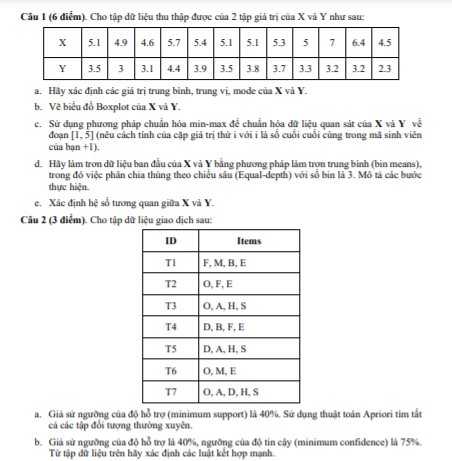 Câu 1 (6 điểm). Cho tập dữ liệu thu thập được của 2 tập giá trị của X và Y như sau:
X 5.1 4.9 4.6 5.7 5.4 5.1 5.1 5.3 5 7 6.4 4.5
Y 3.5 3 3.1 4.4 3.9 3.5 3.8 3.7 3.3 3.2 3.2 2.3
a. Hãy xác định các giá trị trung bình, trung vị, mode của X và Y.
b. Vẽ biểu đồ Boxplot của X và Y.
c. Sử dụng phương pháp chuẩn hóa min-max để chuẩn hóa dữ liệu quan sát của X và Y về
đoạn [1, 5] (nêu cách tính của cặp giá trị thứ i với i là số cuối cuối cùng trong mã sinh viên
của bạn +1).
d. Hãy làm trơn dữ liệu ban đầu của X và Y bằng phương pháp làm trơn trung bình (bin means),
trong đó việc phân chia thùng theo chiều sâu (Equal-depth) với số bin là 3. Mô tả các bước
thực hiện.
e. Xác định hệ số tương quan giữa X và Y.
Câu 2 (3 điểm). Cho tập dữ liệu giao dịch sau:
ID Items
T1 F, M, B, E
T2 O, F, E
T3 O, A, H, S
T4 D, B, F, E
T5 D, A, H, S
T6 O, M, E
T7 O, A, D, H, S
a. Giả sử ngưỡng của độ hỗ trợ (minimum support) là 40%. Sử dụng thuật toán Apriori tìm tất
cả các tập đối tượng thường xuyên.
b. Giả sử ngưỡng của độ hỗ trợ là 40%, ngưỡng của độ tin cậy (minimum confidence) là 75%.
Từ tập dữ liệu trên hãy xác định các luật kết hợp mạnh.